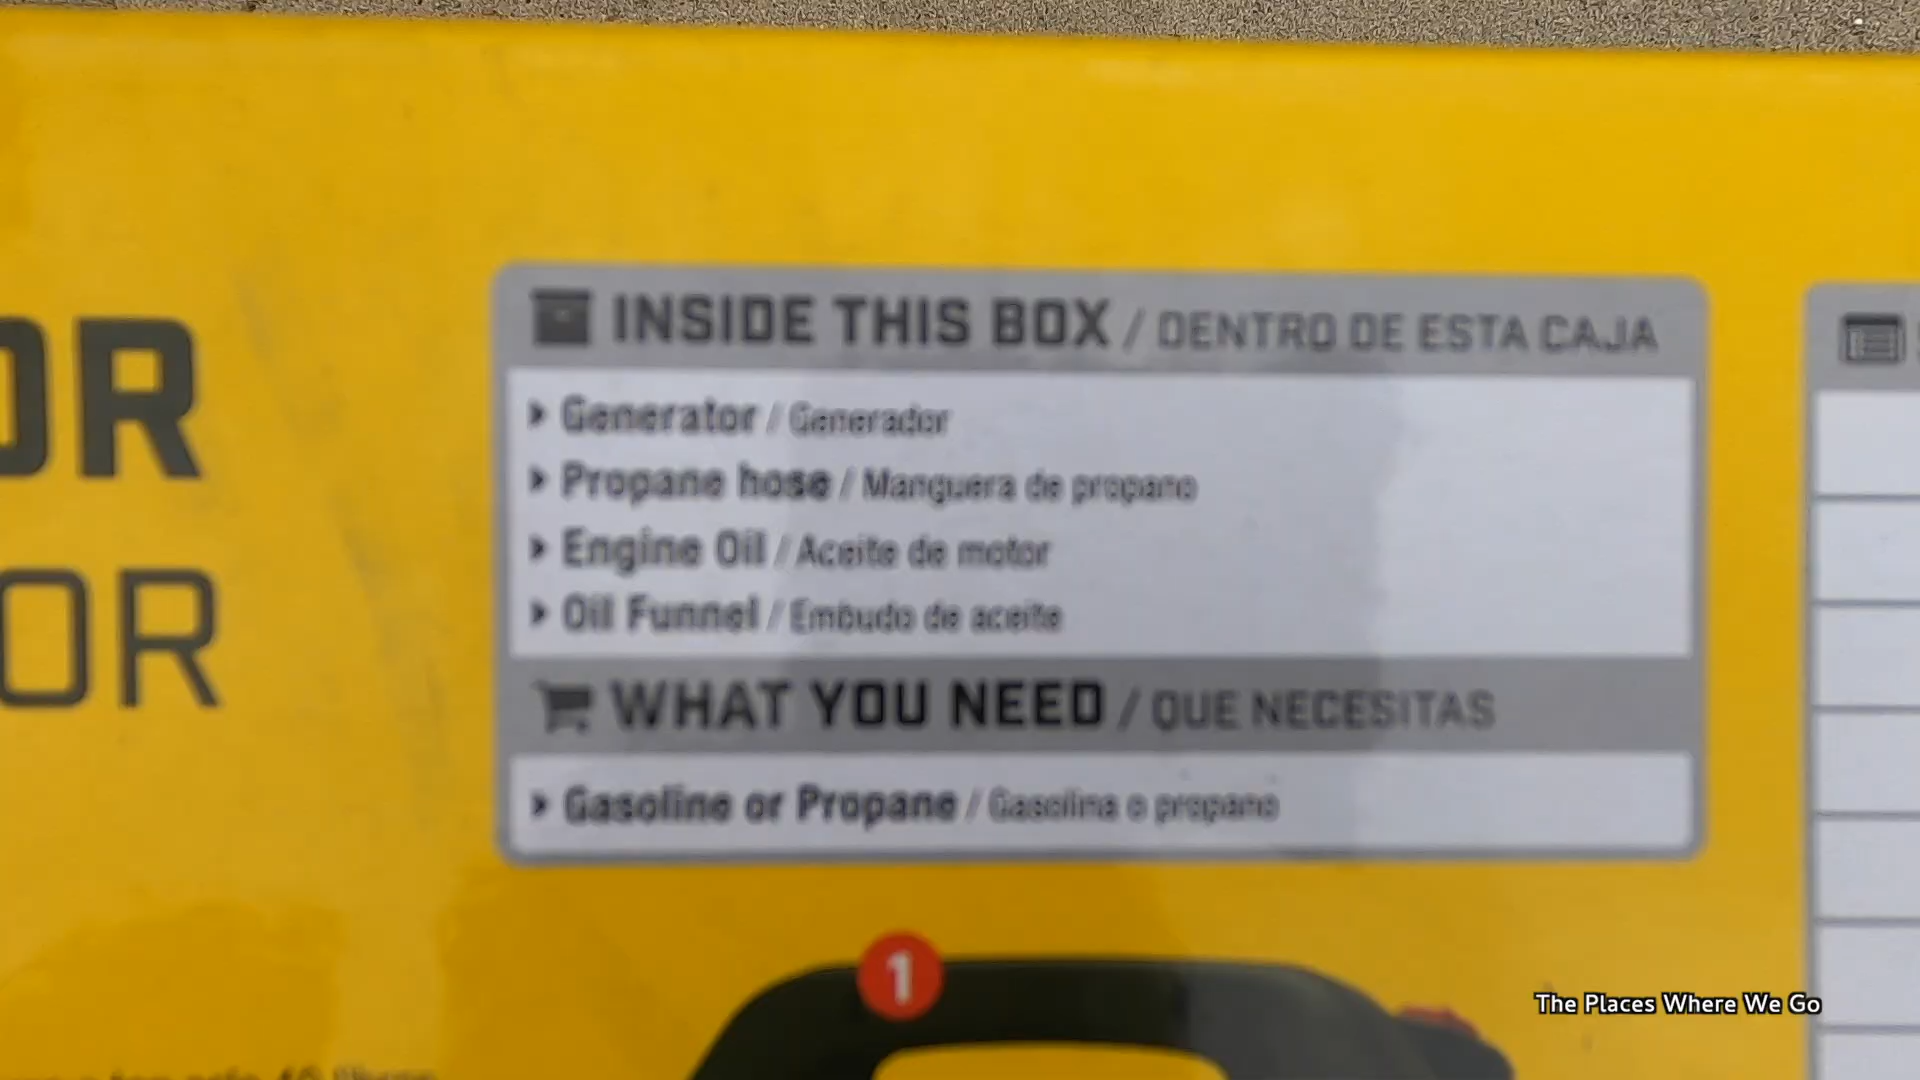 OR
OR
INSIDE THIS BOX / DENTRO DE ESTA CAJA
Generator / Generador
Propane hose / Manguera de propano
Engine Oil / Aceite de motor
Oil Funnel / Embudo de aceite
WHAT YOU NEED / QUE NECESITAS
Gasoline or Propane / Gasolina o propano
1
The Places Where We Go